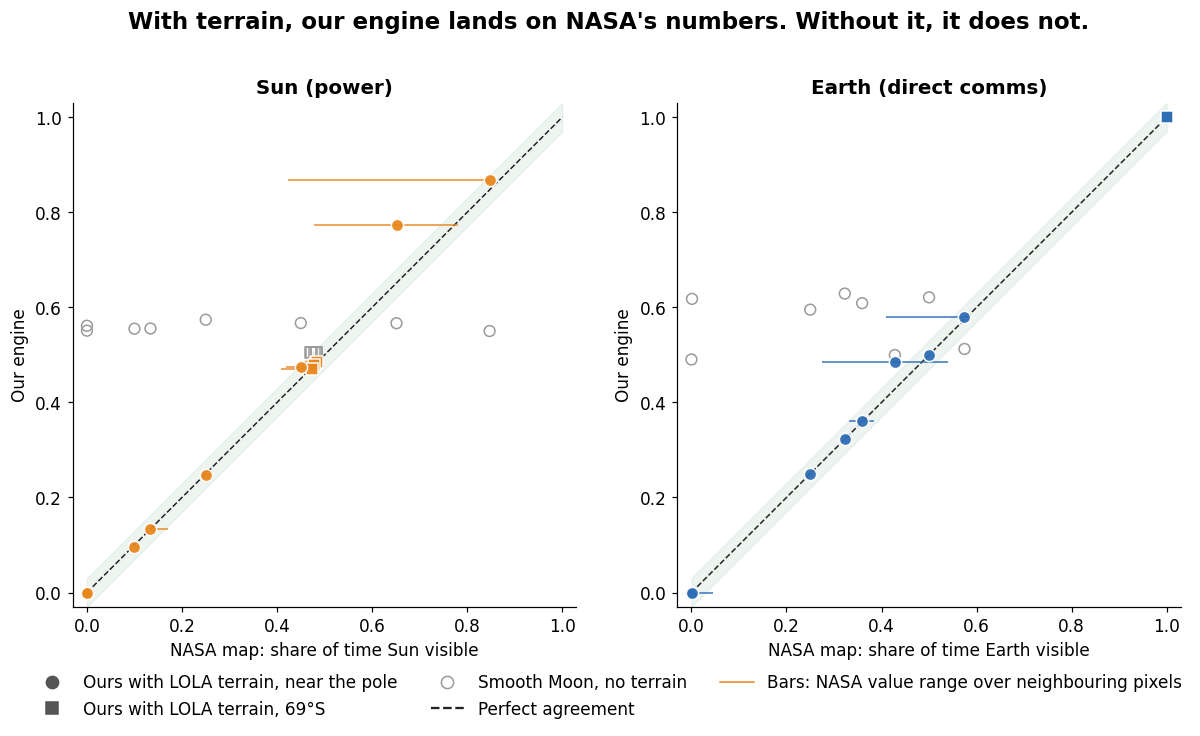 With terrain, our engine lands on NASA's numbers. Without it, it does not.
Sun (power)
Earth (direct comms)
1.0
0.8
0.6
0.4
0.2
0.0
Our engine
0.0 0.2 0.4 0.6 0.8 1.0
NASA map: share of time Sun visible
1.0
0.8
0.6
0.4
0.2
0.0
Our engine
0.0 0.2 0.4 0.6 0.8 1.0
NASA map: share of time Earth visible
Ours with LOLA terrain, near the pole
Ours with LOLA terrain, 69°S
Smooth Moon, no terrain
Perfect agreement
Bars: NASA value range over neighbouring pixels